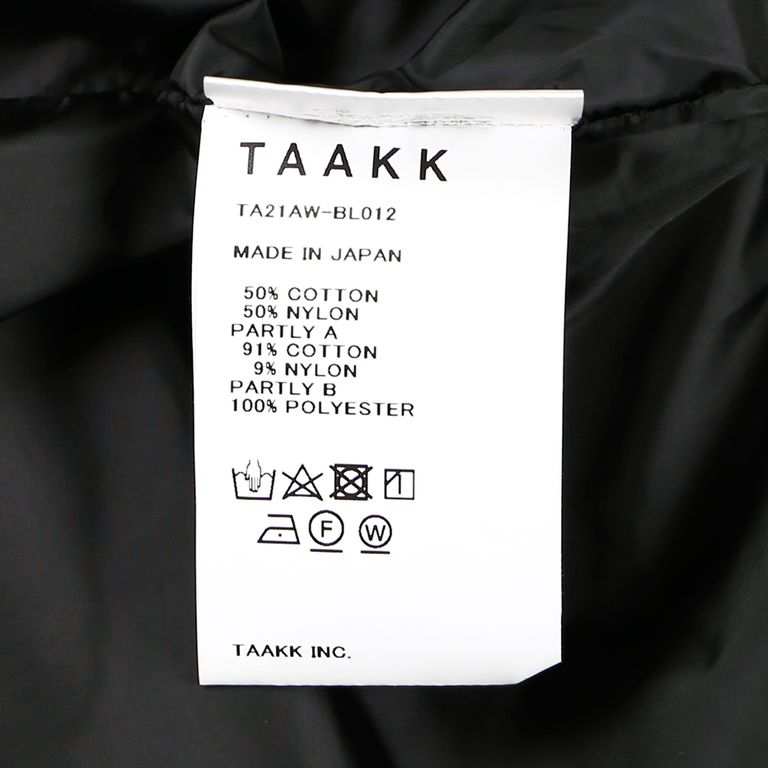 TAAKK
TA21AW-BL012
MADE IN JAPAN
50% COTTON
50% NYLON
PARTLY A
91% COTTON
9% NYLON
PARTLY B
100% POLYESTER
F W
TAAKK INC.